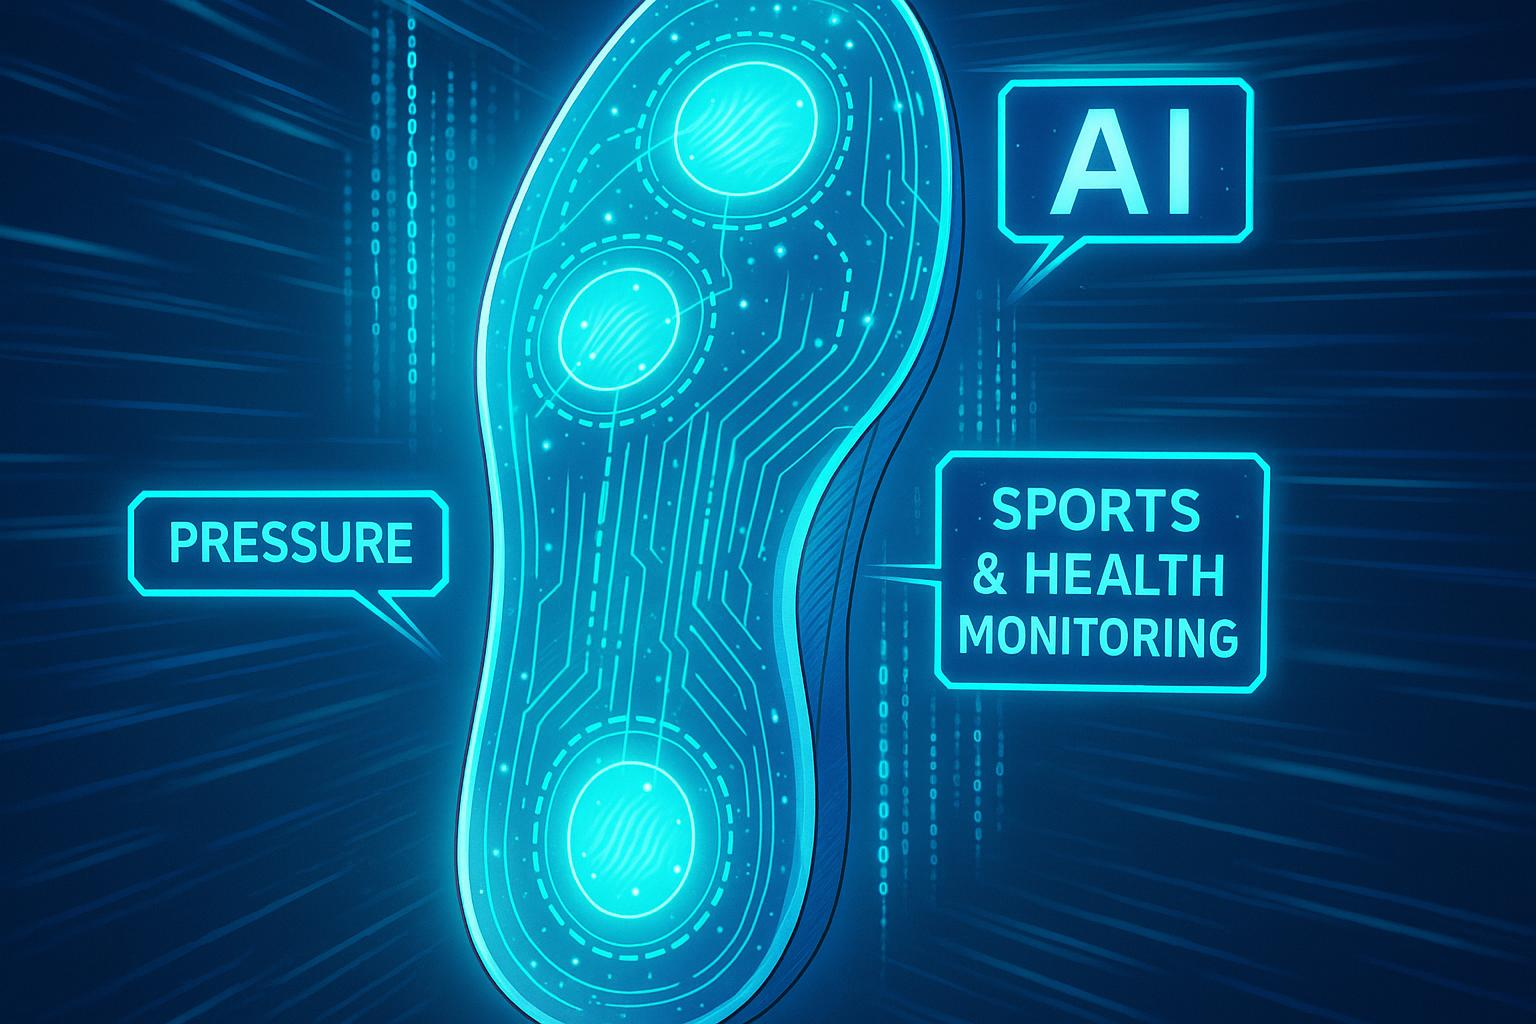 AI
PRESSURE
SPORTS
& HEALTH
MONITORING